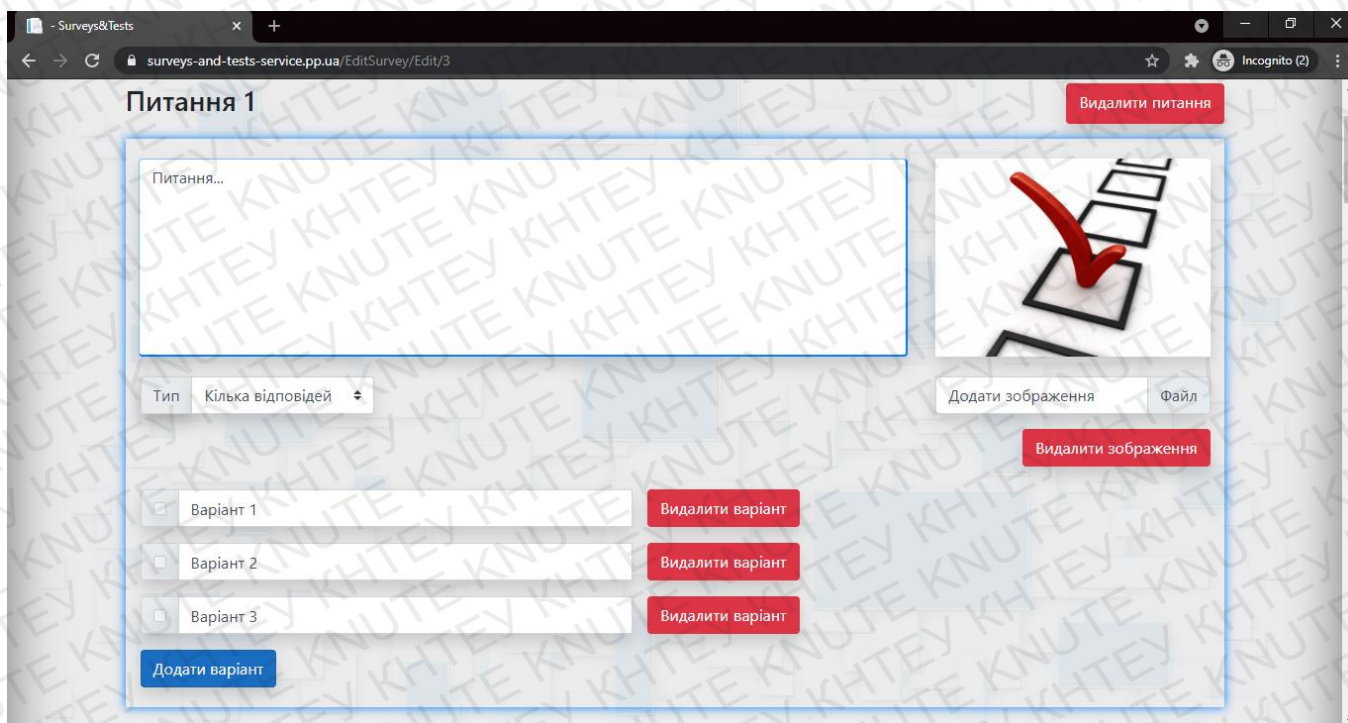 - Surveys&Tests
surveys-and-tests-service.pp.ua/EditSurvey/Edit/3
Incognito (2)
Питання 1
Видалити питання
Питання...
Тип Кілька відповідей
Додати зображення Файл
Видалити зображення
Варіант 1 Видалити варіант
Варіант 2 Видалити варіант
Варіант 3 Видалити варіант
Додати варіант